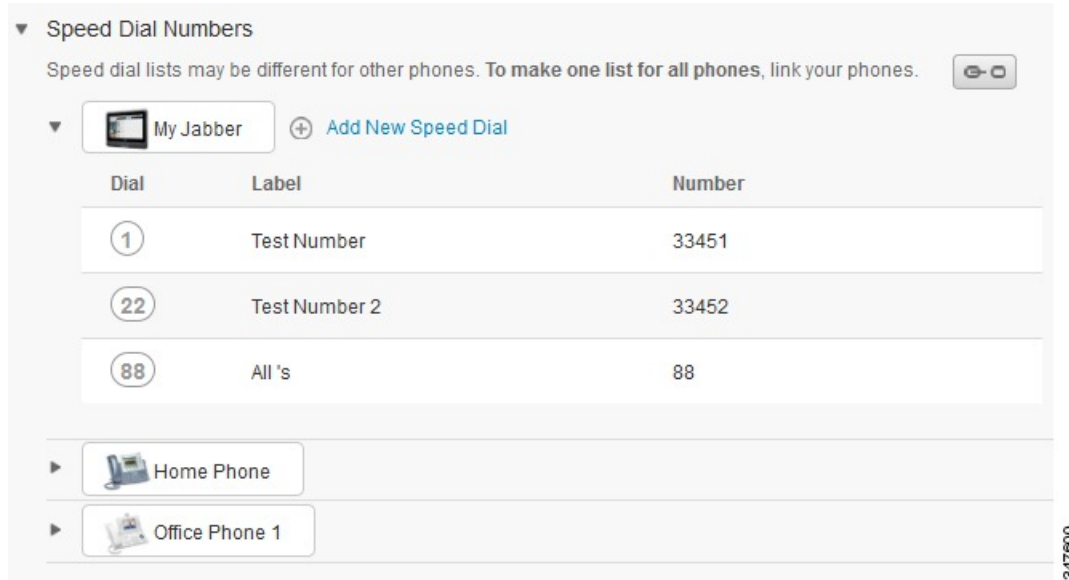 Speed Dial Numbers
Speed dial lists may be different for other phones. To make one list for all phones, link your phones.
My Jabber Add New Speed Dial
Dial Label Number
1 Test Number 33451
22 Test Number 2 33452
88 All 's 88
Home Phone
Office Phone 1